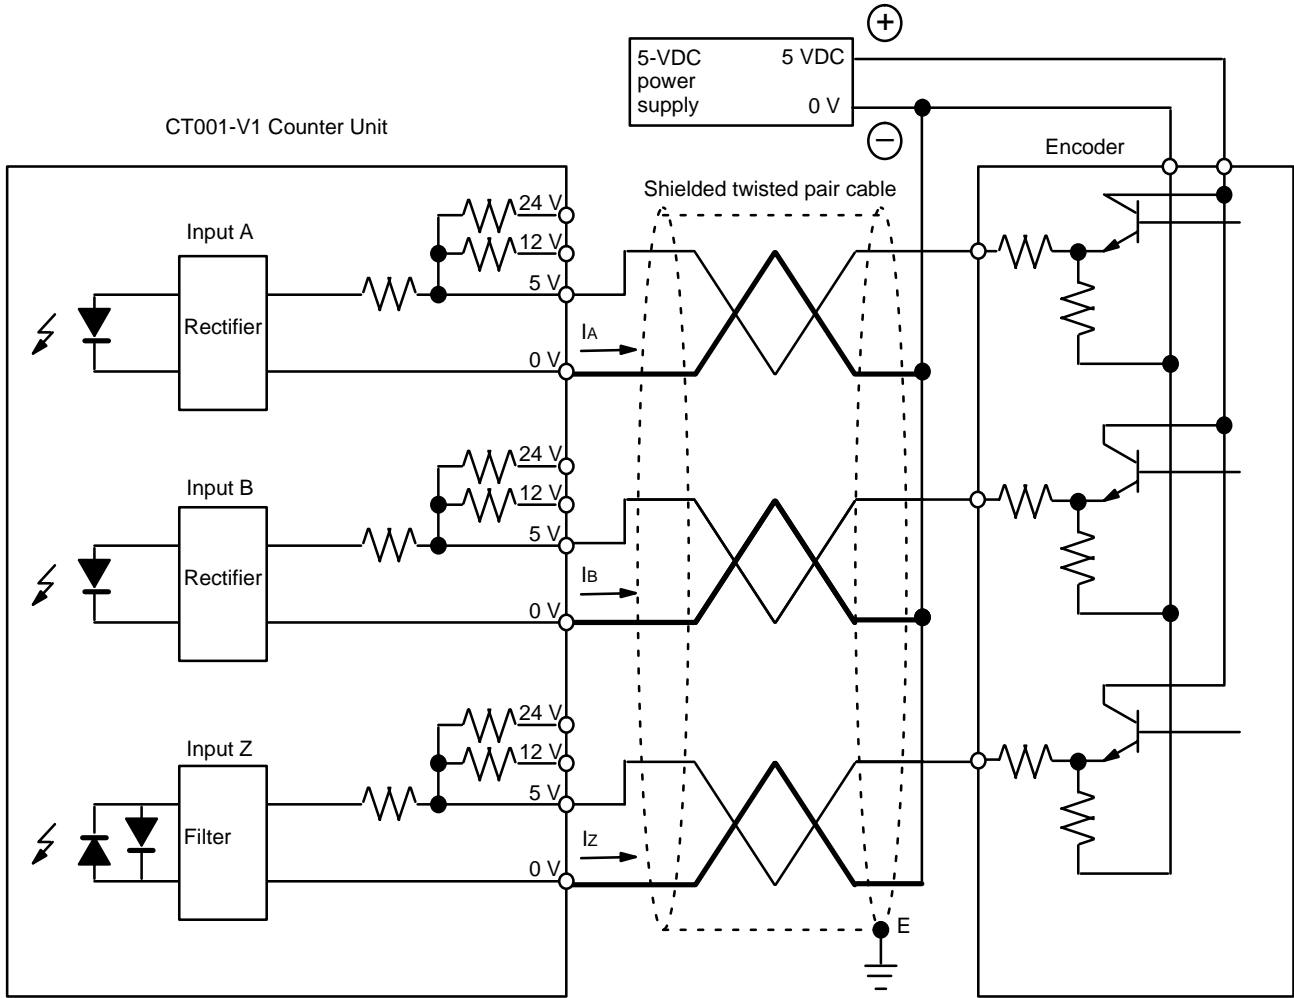 +
5-VDC power supply
5 VDC
0 V
−
CT001-V1 Counter Unit
Encoder
Shielded twisted pair cable
Input A
24 V
12 V
5 V
Rectifier
IA
0 V
Input B
24 V
12 V
5 V
Rectifier
IB
0 V
Input Z
24 V
12 V
5 V
Filter
IZ
0 V
E